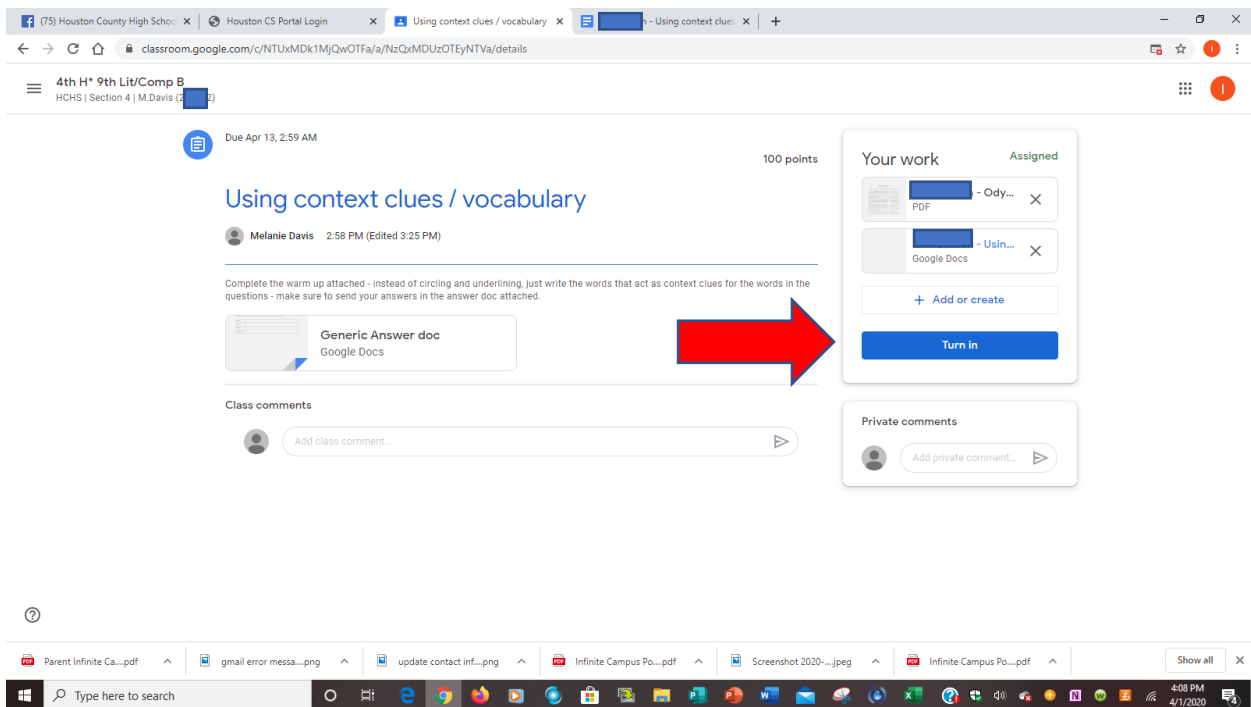 (75) Houston County High Schoo
Houston CS Portal Login
Using context clues / vocabulary
n - Using context clues
classroom.google.com/c/NTUxMDk1MjQwOTFa/a/NzQxMDUzOTEyNTVa/details
4th H* 9th Lit/Comp B
HCHS | Section 4 | M.Davis (2 2)
I
Due Apr 13, 2:59 AM
100 points
Using context clues / vocabulary
Melanie Davis 2:58 PM (Edited 3:25 PM)
Complete the warm up attached - instead of circling and underlining, just write the words that act as context clues for the words in the
questions - make sure to send your answers in the answer doc attached.
Generic Answer doc
Google Docs
Class comments
Add class comment...
Your work Assigned
- Ody...
PDF
- Usin...
Google Docs
+ Add or create
Turn in
Private comments
Add private comment...
Parent Infinite Ca....pdf
gmail error messa....png
update contact inf....png
Infinite Campus Po....pdf
Screenshot 2020-....jpeg
Infinite Campus Po....pdf
Show all
Type here to search
4:08 PM
4/1/2020